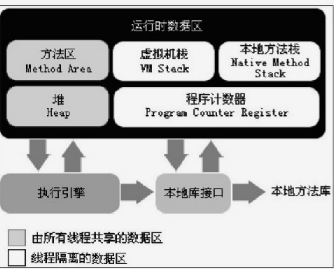 运行时数据区
方法区
Method Area
虚拟机栈
VM Stack
本地方法栈
Native Method
Stack
堆
Heap
程序计数器
Program Counter Register
执行引擎
本地库接口
本地方法库
由所有线程共享的数据区
线程隔离的数据区